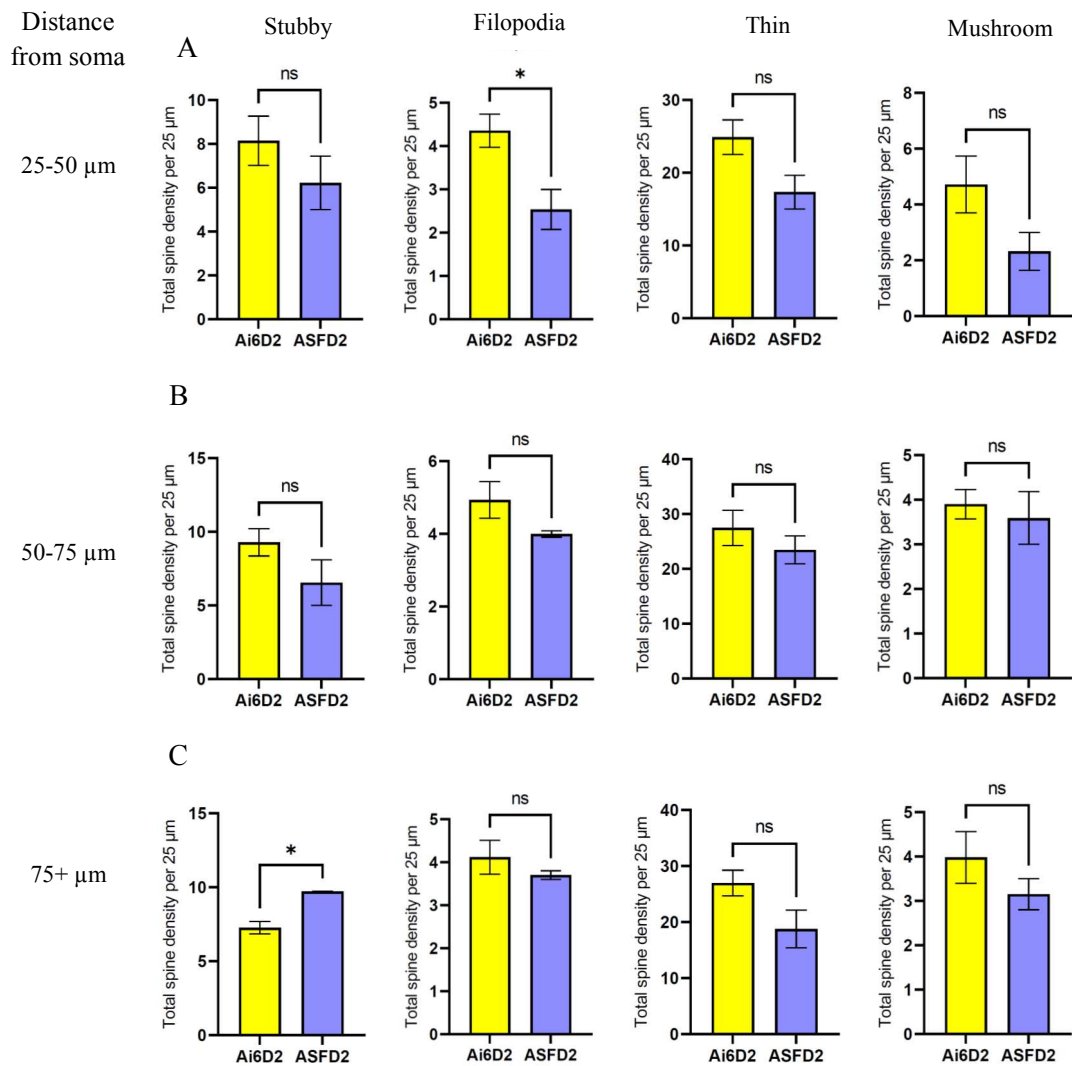 Distance
from soma
Stubby
Filopodia
Thin
Mushroom
A
25-50 µm
ns
Total spine density per 25 µm
10
8
6
4
2
0
Ai6D2 ASFD2
*
Total spine density per 25 µm
5
4
3
2
1
0
Ai6D2 ASFD2
ns
Total spine density per 25 µm
30
20
10
0
Ai6D2 ASFD2
ns
Total spine density per 25 µm
8
6
4
2
0
Ai6D2 ASFD2
B
50-75 µm
ns
Total spine density per 25 µm
15
10
5
0
Ai6D2 ASFD2
ns
Total spine density per 25 µm
6
4
2
0
Ai6D2 ASFD2
ns
Total spine density per 25 µm
40
30
20
10
0
Ai6D2 ASFD2
ns
Total spine density per 25 µm
5
4
3
2
1
0
Ai6D2 ASFD2
C
75+ µm
*
Total spine density per 25 µm
15
10
5
0
Ai6D2 ASFD2
ns
Total spine density per 25 µm
5
4
3
2
1
0
Ai6D2 ASFD2
ns
Total spine density per 25 µm
40
30
20
10
0
Ai6D2 ASFD2
ns
Total spine density per 25 µm
5
4
3
2
1
0
Ai6D2 ASFD2